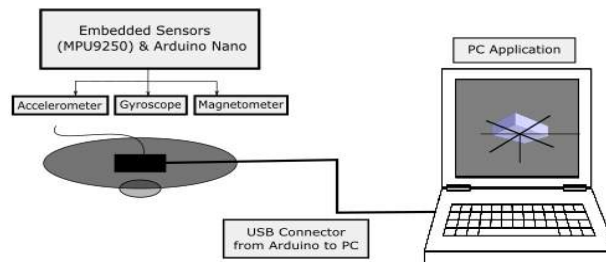 Embedded Sensors
(MPU9250) & Arduino Nano
PC Application
Accelerometer
Gyroscope
Magnetometer
USB Connector
from Arduino to PC